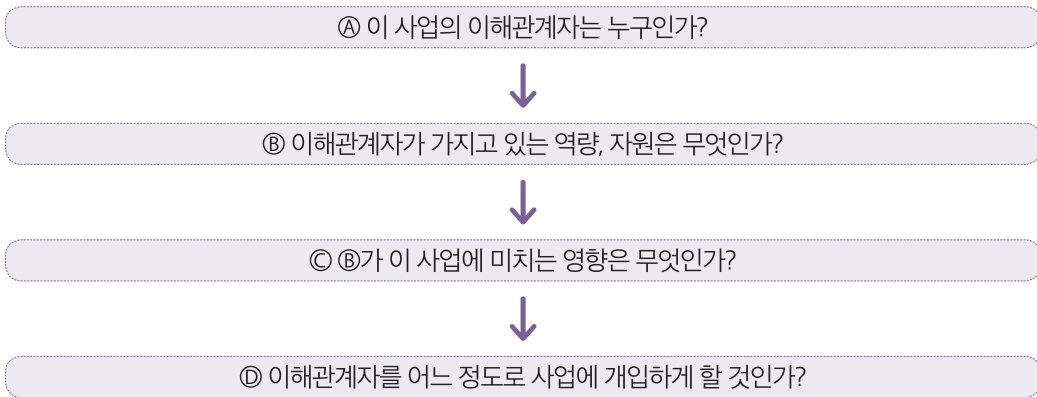 Ⓐ 이 사업의 이해관계자는 누구인가?
Ⓑ 이해관계자가 가지고 있는 역량, 자원은 무엇인가?
Ⓒ Ⓑ가 이 사업에 미치는 영향은 무엇인가?
Ⓓ 이해관계자를 어느 정도로 사업에 개입하게 할 것인가?